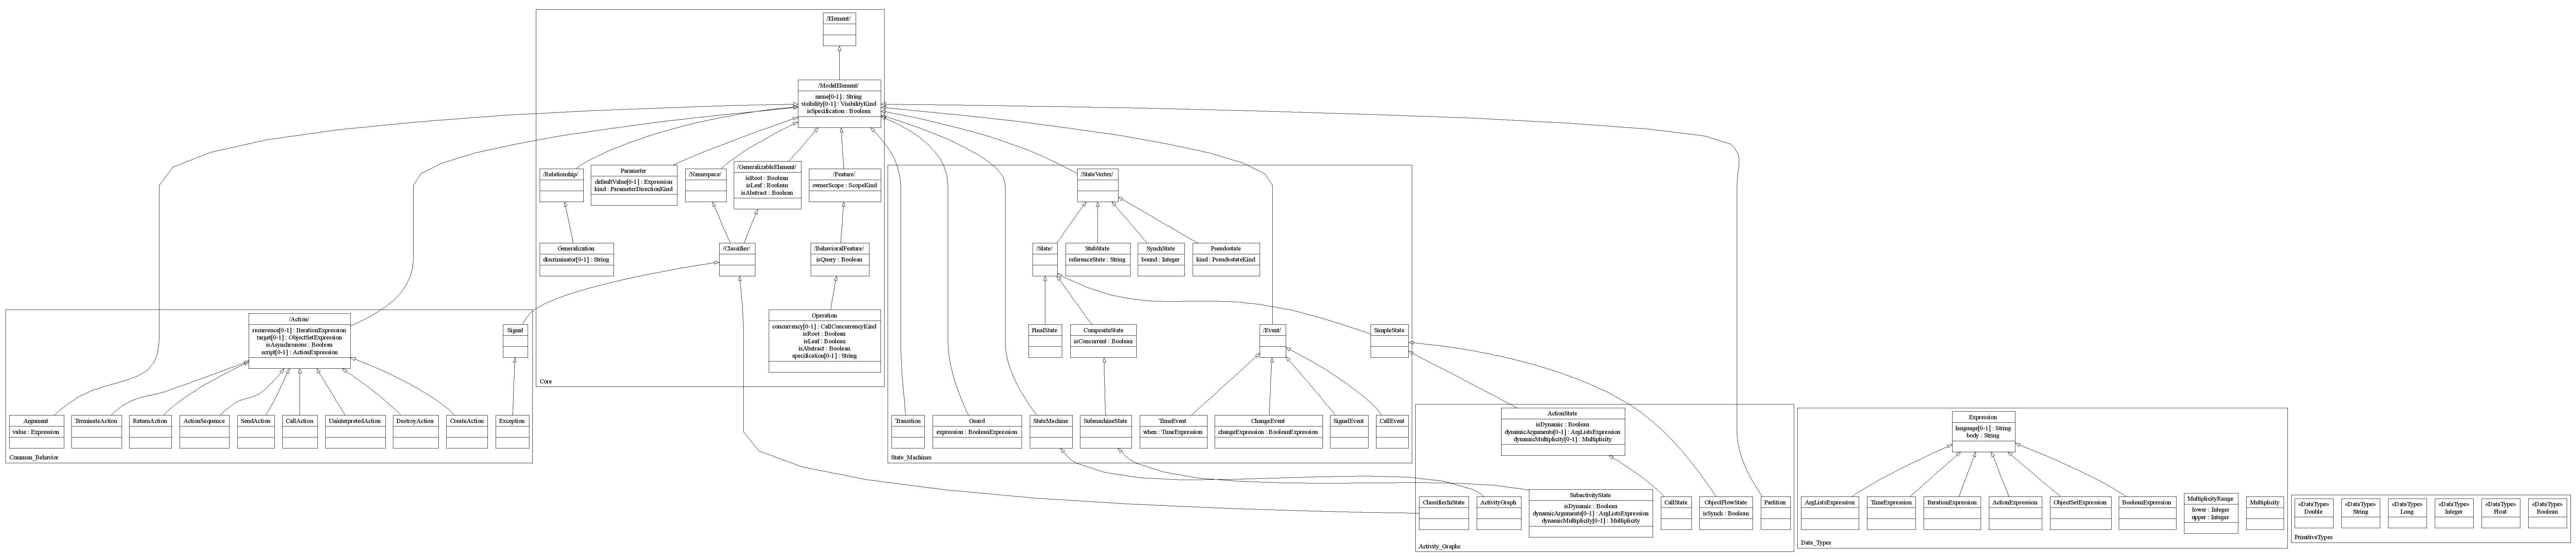 /Element/
/ModelElement/
name[0-1] : String
visibility[0-1] : VisibilityKind
isSpecification : Boolean
/Relationship/
Parameter
defaultValue[0-1] : Expression
kind : ParameterDirectionKind
/Namespace/
/GeneralizableElement/
isRoot : Boolean
isLeaf : Boolean
isAbstract : Boolean
/Feature/
ownerScope : ScopeKind
Generalization
discriminator[0-1] : String
/Classifier/
/BehavioralFeature/
isQuery : Boolean
Operation
concurrency[0-1] : CallConcurrencyKind
isRoot : Boolean
isLeaf : Boolean
isAbstract : Boolean
specification[0-1] : String
Core
/Action/
recurrence[0-1] : IterationExpression
target[0-1] : ObjectSetExpression
isAsynchronous : Boolean
script[0-1] : ActionExpression
Signal
Argument
value : Expression
TerminateAction
ReturnAction
ActionSequence
SendAction
CallAction
UninterpretedAction
DestroyAction
CreateAction
Exception
Common_Behavior
/StateVertex/
/State/
StubState
referenceState : String
SynchState
bound : Integer
Pseudostate
kind : PseudostateKind
FinalState
CompositeState
isConcurrent : Boolean
/Event/
SimpleState
Transition
Guard
expression : BooleanExpression
StateMachine
SubmachineState
TimeEvent
when : TimeExpression
ChangeEvent
changeExpression : BooleanExpression
SignalEvent
CallEvent
State_Machines
ActionState
isDynamic : Boolean
dynamicArguments[0-1] : ArgListsExpression
dynamicMultiplicity[0-1] : Multiplicity
ClassifierInState
ActivityGraph
SubactivityState
isDynamic : Boolean
dynamicArguments[0-1] : ArgListsExpression
dynamicMultiplicity[0-1] : Multiplicity
CallState
ObjectFlowState
isSynch : Boolean
Partition
Activity_Graphs
Expression
language[0-1] : String
body : String
ArgListsExpression
TimeExpression
IterationExpression
ActionExpression
ObjectSetExpression
BooleanExpression
MultiplicityRange
lower : Integer
upper : Integer
Multiplicity
Data_Types
«DataType»
Double
«DataType»
String
«DataType»
Long
«DataType»
Integer
«DataType»
Float
«DataType»
Boolean
PrimitiveTypes